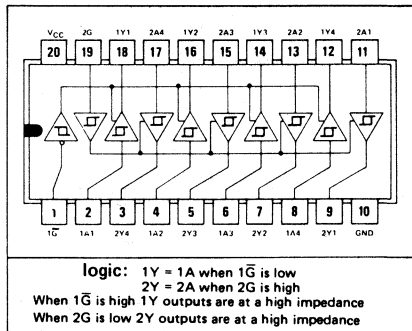 VCC 2G 1Y1 2A4 1Y2 2A3 1Y3 2A2 1Y4 2A1
20 19 18 17 16 15 14 13 12 11
1 2 3 4 5 6 7 8 9 10
1G̅ 1A1 2Y4 1A2 2Y3 1A3 2Y2 1A4 2Y1 GND
logic: 1Y = 1A when 1G̅ is low
2Y = 2A when 2G is high
When 1G̅ is high 1Y outputs are at a high impedance
When 2G is low 2Y outputs are at a high impedance